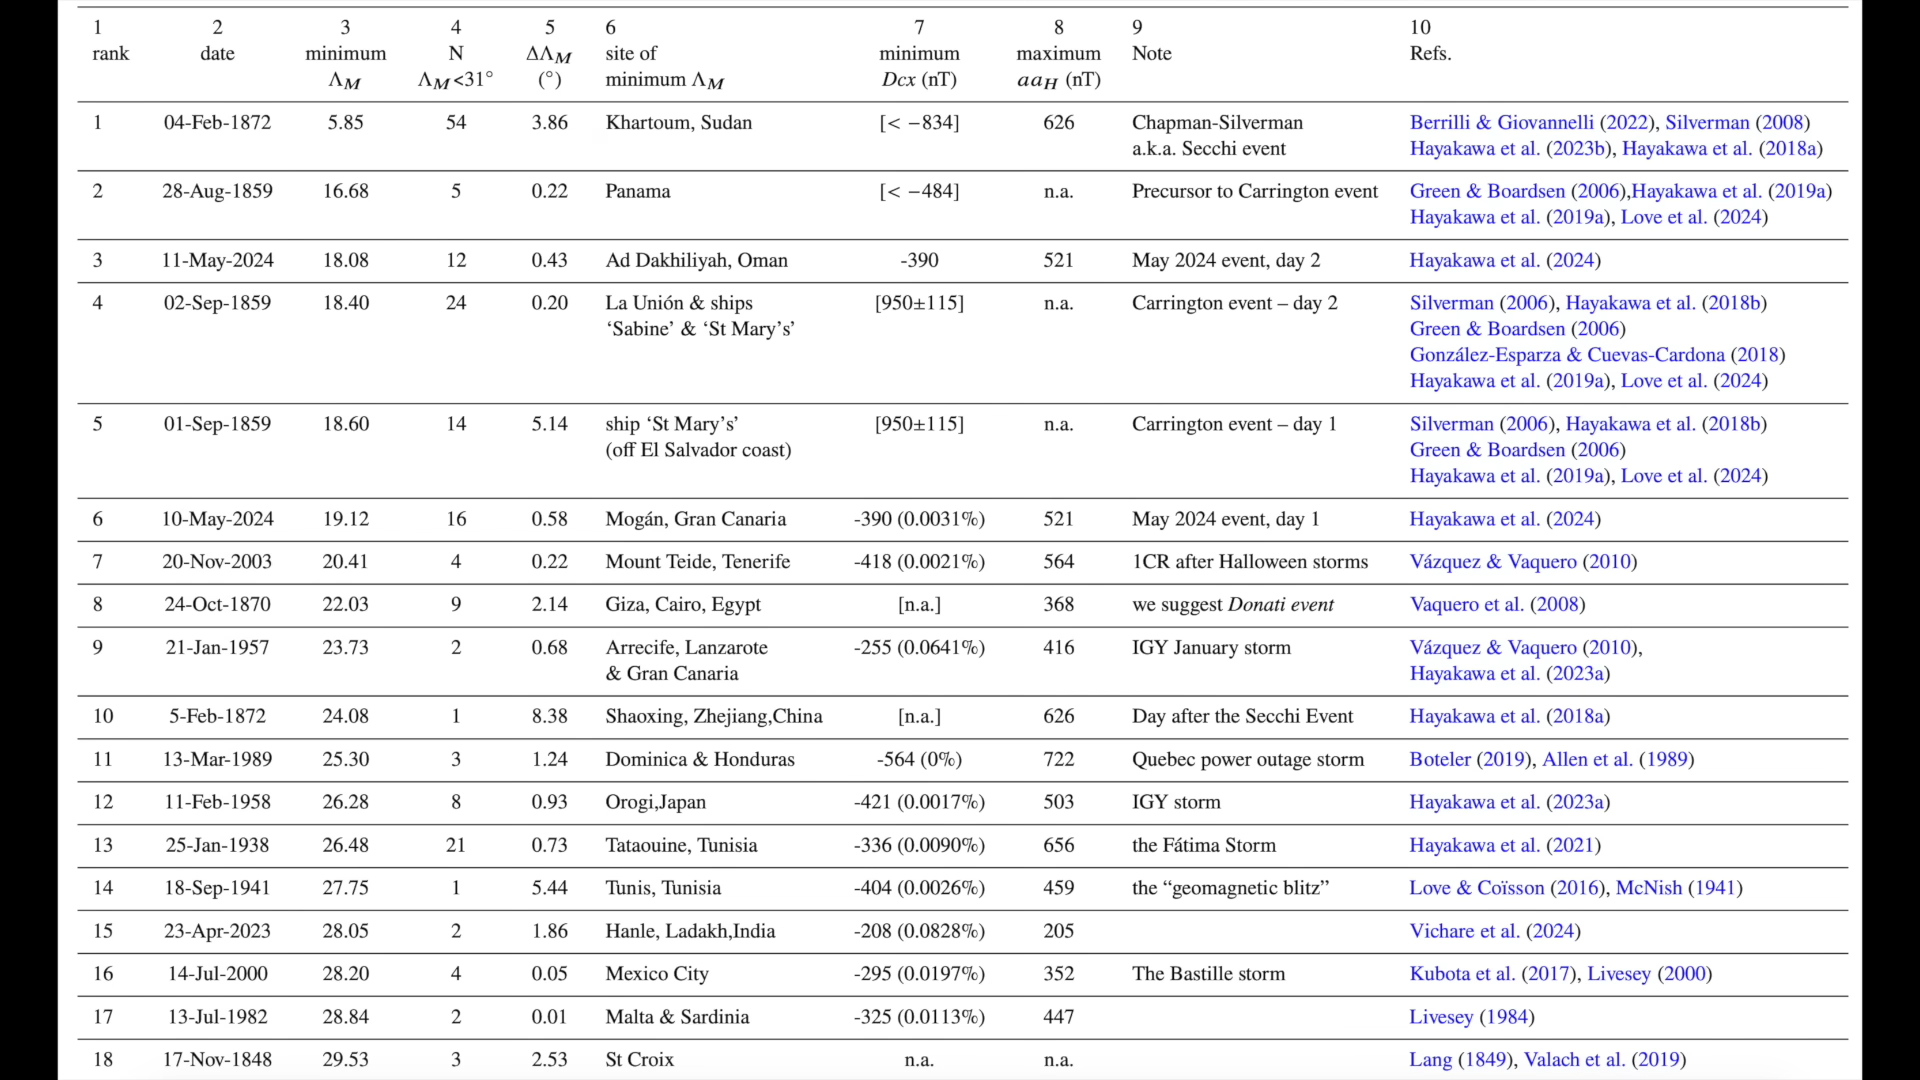 1 2 3 4 5 6 7 8 9 10
rank date minimum N ΔΛM site of minimum maximum Note Refs.
ΛM ΛM<31° (°) minimum ΛM Dcx (nT) aaH (nT)
1 04-Feb-1872 5.85 54 3.86 Khartoum, Sudan [< −834] 626 Chapman-Silverman Berrilli & Giovannelli (2022), Silverman (2008)
a.k.a. Secchi event Hayakawa et al. (2023b), Hayakawa et al. (2018a)
2 28-Aug-1859 16.68 5 0.22 Panama [< −484] n.a. Precursor to Carrington event Green & Boardsen (2006),Hayakawa et al. (2019a)
Hayakawa et al. (2019a), Love et al. (2024)
3 11-May-2024 18.08 12 0.43 Ad Dakhiliyah, Oman -390 521 May 2024 event, day 2 Hayakawa et al. (2024)
4 02-Sep-1859 18.40 24 0.20 La Unión & ships [950±115] n.a. Carrington event – day 2 Silverman (2006), Hayakawa et al. (2018b)
‘Sabine’ & ‘St Mary’s’ Green & Boardsen (2006)
González-Esparza & Cuevas-Cardona (2018)
Hayakawa et al. (2019a), Love et al. (2024)
5 01-Sep-1859 18.60 14 5.14 ship ‘St Mary’s’ [950±115] n.a. Carrington event – day 1 Silverman (2006), Hayakawa et al. (2018b)
(off El Salvador coast) Green & Boardsen (2006)
Hayakawa et al. (2019a), Love et al. (2024)
6 10-May-2024 19.12 16 0.58 Mogán, Gran Canaria -390 (0.0031%) 521 May 2024 event, day 1 Hayakawa et al. (2024)
7 20-Nov-2003 20.41 4 0.22 Mount Teide, Tenerife -418 (0.0021%) 564 1CR after Halloween storms Vázquez & Vaquero (2010)
8 24-Oct-1870 22.03 9 2.14 Giza, Cairo, Egypt [n.a.] 368 we suggest Donati event Vaquero et al. (2008)
9 21-Jan-1957 23.73 2 0.68 Arrecife, Lanzarote -255 (0.0641%) 416 IGY January storm Vázquez & Vaquero (2010),
& Gran Canaria Hayakawa et al. (2023a)
10 5-Feb-1872 24.08 1 8.38 Shaoxing, Zhejiang,China [n.a.] 626 Day after the Secchi Event Hayakawa et al. (2018a)
11 13-Mar-1989 25.30 3 1.24 Dominica & Honduras -564 (0%) 722 Quebec power outage storm Boteler (2019), Allen et al. (1989)
12 11-Feb-1958 26.28 8 0.93 Orogi,Japan -421 (0.0017%) 503 IGY storm Hayakawa et al. (2023a)
13 25-Jan-1938 26.48 21 0.73 Tataouine, Tunisia -336 (0.0090%) 656 the Fátima Storm Hayakawa et al. (2021)
14 18-Sep-1941 27.75 1 5.44 Tunis, Tunisia -404 (0.0026%) 459 the “geomagnetic blitz” Love & Coïsson (2016), McNish (1941)
15 23-Apr-2023 28.05 2 1.86 Hanle, Ladakh,India -208 (0.0828%) 205 Vichare et al. (2024)
16 14-Jul-2000 28.20 4 0.05 Mexico City -295 (0.0197%) 352 The Bastille storm Kubota et al. (2017), Livesey (2000)
17 13-Jul-1982 28.84 2 0.01 Malta & Sardinia -325 (0.0113%) 447 Livesey (1984)
18 17-Nov-1848 29.53 3 2.53 St Croix n.a. n.a. Lang (1849), Valach et al. (2019)